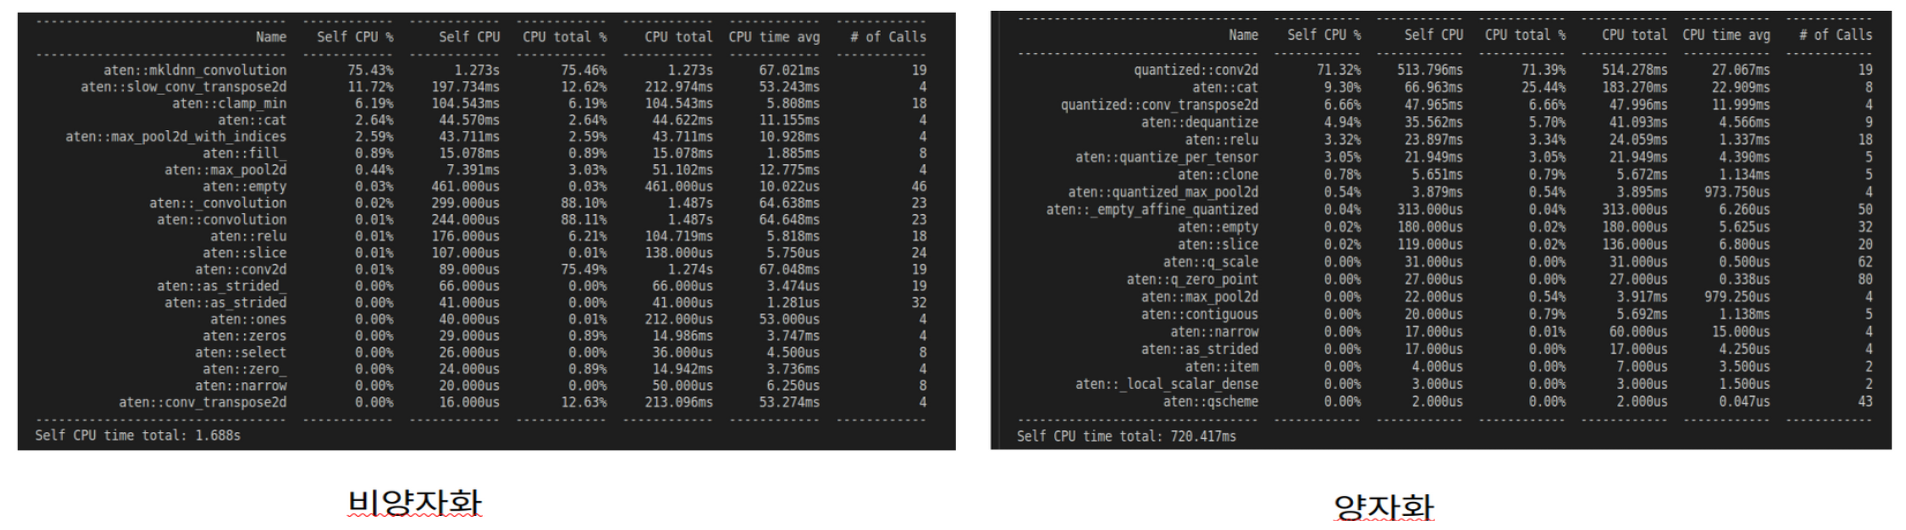 Name Self CPU % Self CPU CPU total % CPU total CPU time avg # of Calls
aten::mkldnn_convolution 75.43% 1.273s 75.46% 1.273s 67.021ms 19
aten::slow_conv_transpose2d 11.72% 197.734ms 12.62% 212.974ms 53.243ms 4
aten::clamp_min 6.19% 104.543ms 6.19% 104.543ms 5.808ms 18
aten::cat 2.64% 44.570ms 2.64% 44.622ms 11.155ms 4
aten::max_pool2d_with_indices 2.59% 43.711ms 2.59% 43.711ms 10.928ms 4
aten::fill_ 0.89% 15.078ms 0.89% 15.078ms 1.885ms 8
aten::max_pool2d 0.44% 7.391ms 3.03% 51.102ms 12.775ms 4
aten::empty 0.03% 461.000us 0.03% 461.000us 10.022us 46
aten::_convolution 0.02% 299.000us 88.10% 1.487s 64.638ms 23
aten::convolution 0.01% 244.000us 88.11% 1.487s 64.648ms 23
aten::relu 0.01% 176.000us 6.21% 104.719ms 5.818ms 18
aten::slice 0.01% 107.000us 0.01% 138.000us 5.750us 24
aten::conv2d 0.01% 89.000us 75.49% 1.274s 67.048ms 19
aten::as_strided_ 0.00% 66.000us 0.00% 66.000us 3.474us 19
aten::as_strided 0.00% 41.000us 0.00% 41.000us 1.281us 32
aten::ones 0.00% 40.000us 0.01% 212.000us 53.000us 4
aten::zeros 0.00% 29.000us 0.89% 14.986ms 3.747ms 4
aten::select 0.00% 26.000us 0.00% 36.000us 4.500us 8
aten::zero_ 0.00% 24.000us 0.89% 14.942ms 3.736ms 4
aten::narrow 0.00% 20.000us 0.00% 50.000us 6.250us 8
aten::conv_transpose2d 0.00% 16.000us 12.63% 213.096ms 53.274ms 4
Self CPU time total: 1.688s
비양자화
Name Self CPU % Self CPU CPU total % CPU total CPU time avg # of Calls
quantized::conv2d 71.32% 513.796ms 71.39% 514.278ms 27.067ms 19
aten::cat 9.30% 66.963ms 25.44% 183.270ms 22.909ms 8
quantized::conv_transpose2d 6.66% 47.965ms 6.66% 47.996ms 11.999ms 4
aten::dequantize 4.94% 35.562ms 5.70% 41.093ms 4.566ms 9
aten::relu 3.32% 23.897ms 3.34% 24.059ms 1.337ms 18
aten::quantize_per_tensor 3.05% 21.949ms 3.05% 21.949ms 4.390ms 5
aten::clone 0.78% 5.651ms 0.79% 5.672ms 1.134ms 5
aten::quantized_max_pool2d 0.54% 3.879ms 0.54% 3.895ms 973.750us 4
aten::_empty_affine_quantized 0.04% 313.000us 0.04% 313.000us 6.260us 50
aten::empty 0.02% 180.000us 0.02% 180.000us 5.625us 32
aten::slice 0.02% 119.000us 0.02% 136.000us 6.800us 20
aten::q_scale 0.00% 31.000us 0.00% 31.000us 0.500us 62
aten::q_zero_point 0.00% 27.000us 0.00% 27.000us 0.338us 80
aten::max_pool2d 0.00% 22.000us 0.54% 3.917ms 979.250us 4
aten::contiguous 0.00% 20.000us 0.79% 5.692ms 1.138ms 5
aten::narrow 0.00% 17.000us 0.01% 60.000us 15.000us 4
aten::as_strided 0.00% 17.000us 0.00% 17.000us 4.250us 4
aten::item 0.00% 4.000us 0.00% 7.000us 3.500us 2
aten::_local_scalar_dense 0.00% 3.000us 0.00% 3.000us 1.500us 2
aten::qscheme 0.00% 2.000us 0.00% 2.000us 0.047us 43
Self CPU time total: 720.417ms
양자화